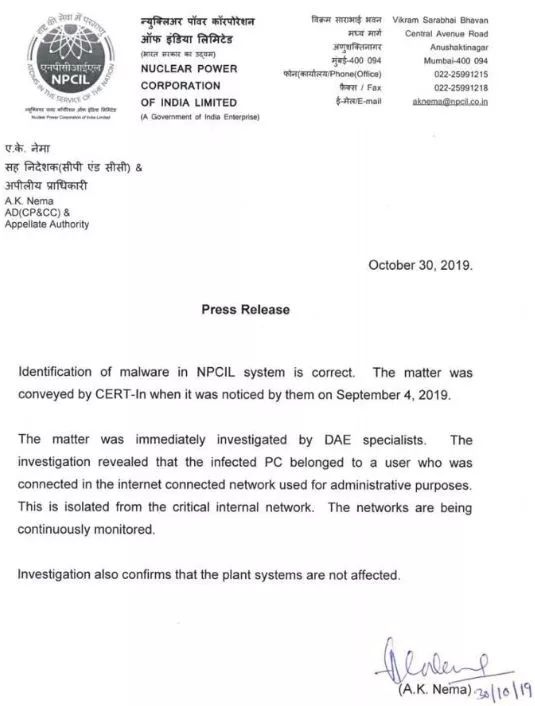 राष्ट्र की सेवा में परमाणु
एनपीसीआईएल
NPCIL
ATOMS IN THE SERVICE OF THE NATION
न्युक्लिअर पॉवर कॉर्पोरेशन ऑफ इंडिया लिमिटेड
Nuclear Power Corporation of India Limited
न्युक्लिअर पॉवर कॉरपोरेशन
ऑफ इंडिया लिमिटेड
(भारत सरकार का उद्यम)
NUCLEAR POWER
CORPORATION
OF INDIA LIMITED
(A Government of India Enterprise)
विक्रम साराभाई भवन Vikram Sarabhai Bhavan
मध्य मार्ग Central Avenue Road
अणुशक्तिनगर Anushaktinagar
मुंबई-400 094 Mumbai-400 094
फोन(कार्यालय/Phone(Office) 022-25991215
फैक्स / Fax 022-25991218
ई-मेल/E-mail aknema@npcil.co.in
ए.के. नेमा
सह निदेशक(सीपी एंड सीसी) &
अपीलीय प्राधिकारी
A.K. Nema
AD(CP&CC) &
Appellate Authority
October 30, 2019.
Press Release
Identification of malware in NPCIL system is correct. The matter was
conveyed by CERT-In when it was noticed by them on September 4, 2019.
The matter was immediately investigated by DAE specialists. The
investigation revealed that the infected PC belonged to a user who was
connected in the internet connected network used for administrative purposes.
This is isolated from the critical internal network. The networks are being
continuously monitored.
Investigation also confirms that the plant systems are not affected.
(A.K. Nema) 30/10/19